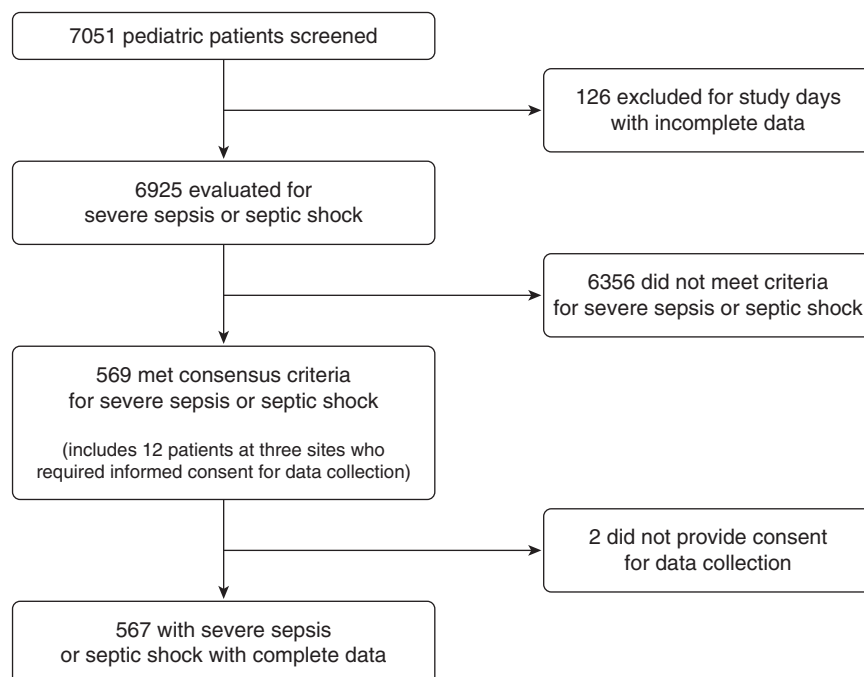 7051 pediatric patients screened
126 excluded for study days
with incomplete data
6925 evaluated for
severe sepsis or septic shock
6356 did not meet criteria
for severe sepsis or septic shock
569 met consensus criteria
for severe sepsis or septic shock
(includes 12 patients at three sites who
required informed consent for data collection)
2 did not provide consent
for data collection
567 with severe sepsis
or septic shock with complete data